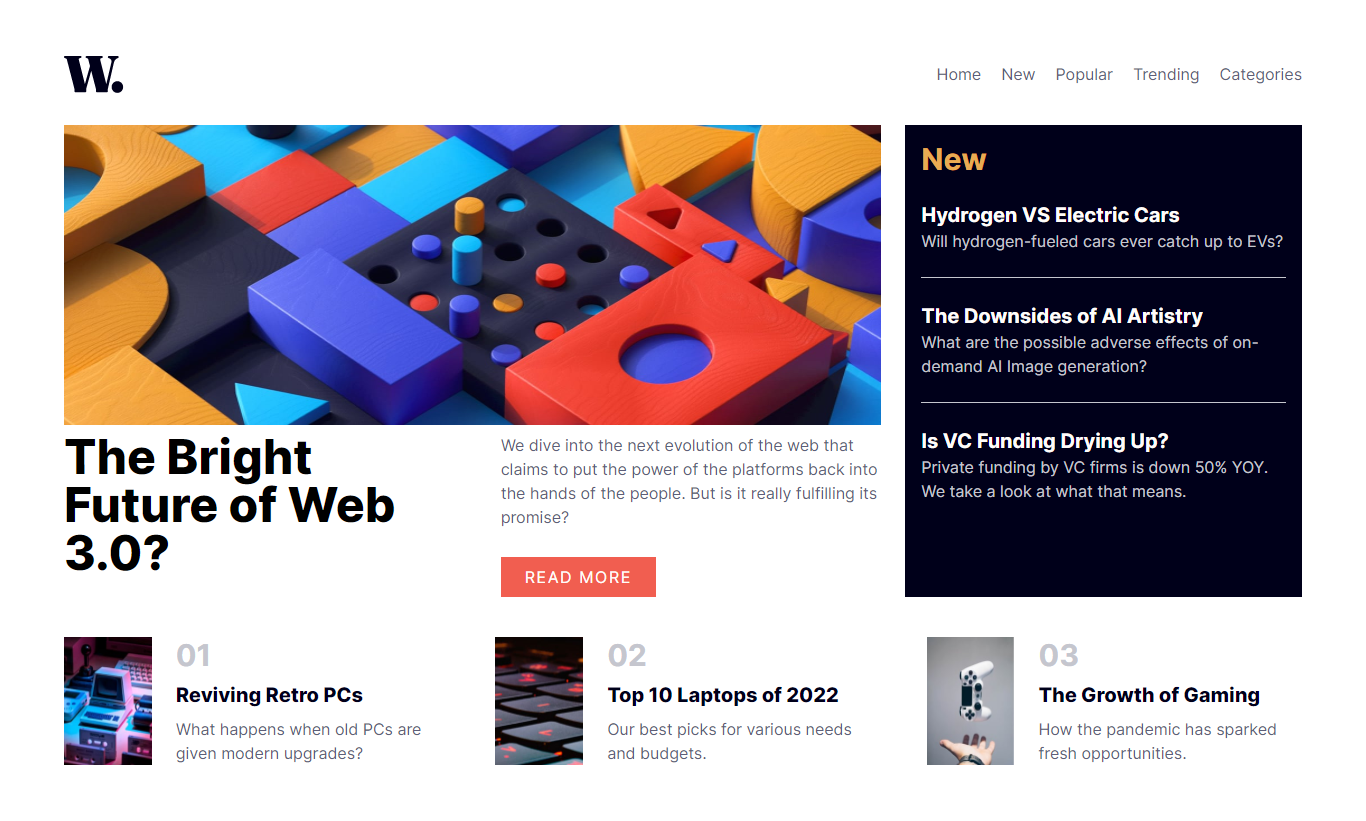 W.
Home New Popular Trending Categories
New
Hydrogen VS Electric Cars
Will hydrogen-fueled cars ever catch up to EVs?
The Downsides of AI Artistry
What are the possible adverse effects of on-
demand AI Image generation?
Is VC Funding Drying Up?
Private funding by VC firms is down 50% YOY.
We take a look at what that means.
The Bright
Future of Web
3.0?
We dive into the next evolution of the web that
claims to put the power of the platforms back into
the hands of the people. But is it really fulfilling its
promise?
READ MORE
01
Reviving Retro PCs
What happens when old PCs are
given modern upgrades?
02
Top 10 Laptops of 2022
Our best picks for various needs
and budgets.
03
The Growth of Gaming
How the pandemic has sparked
fresh opportunities.